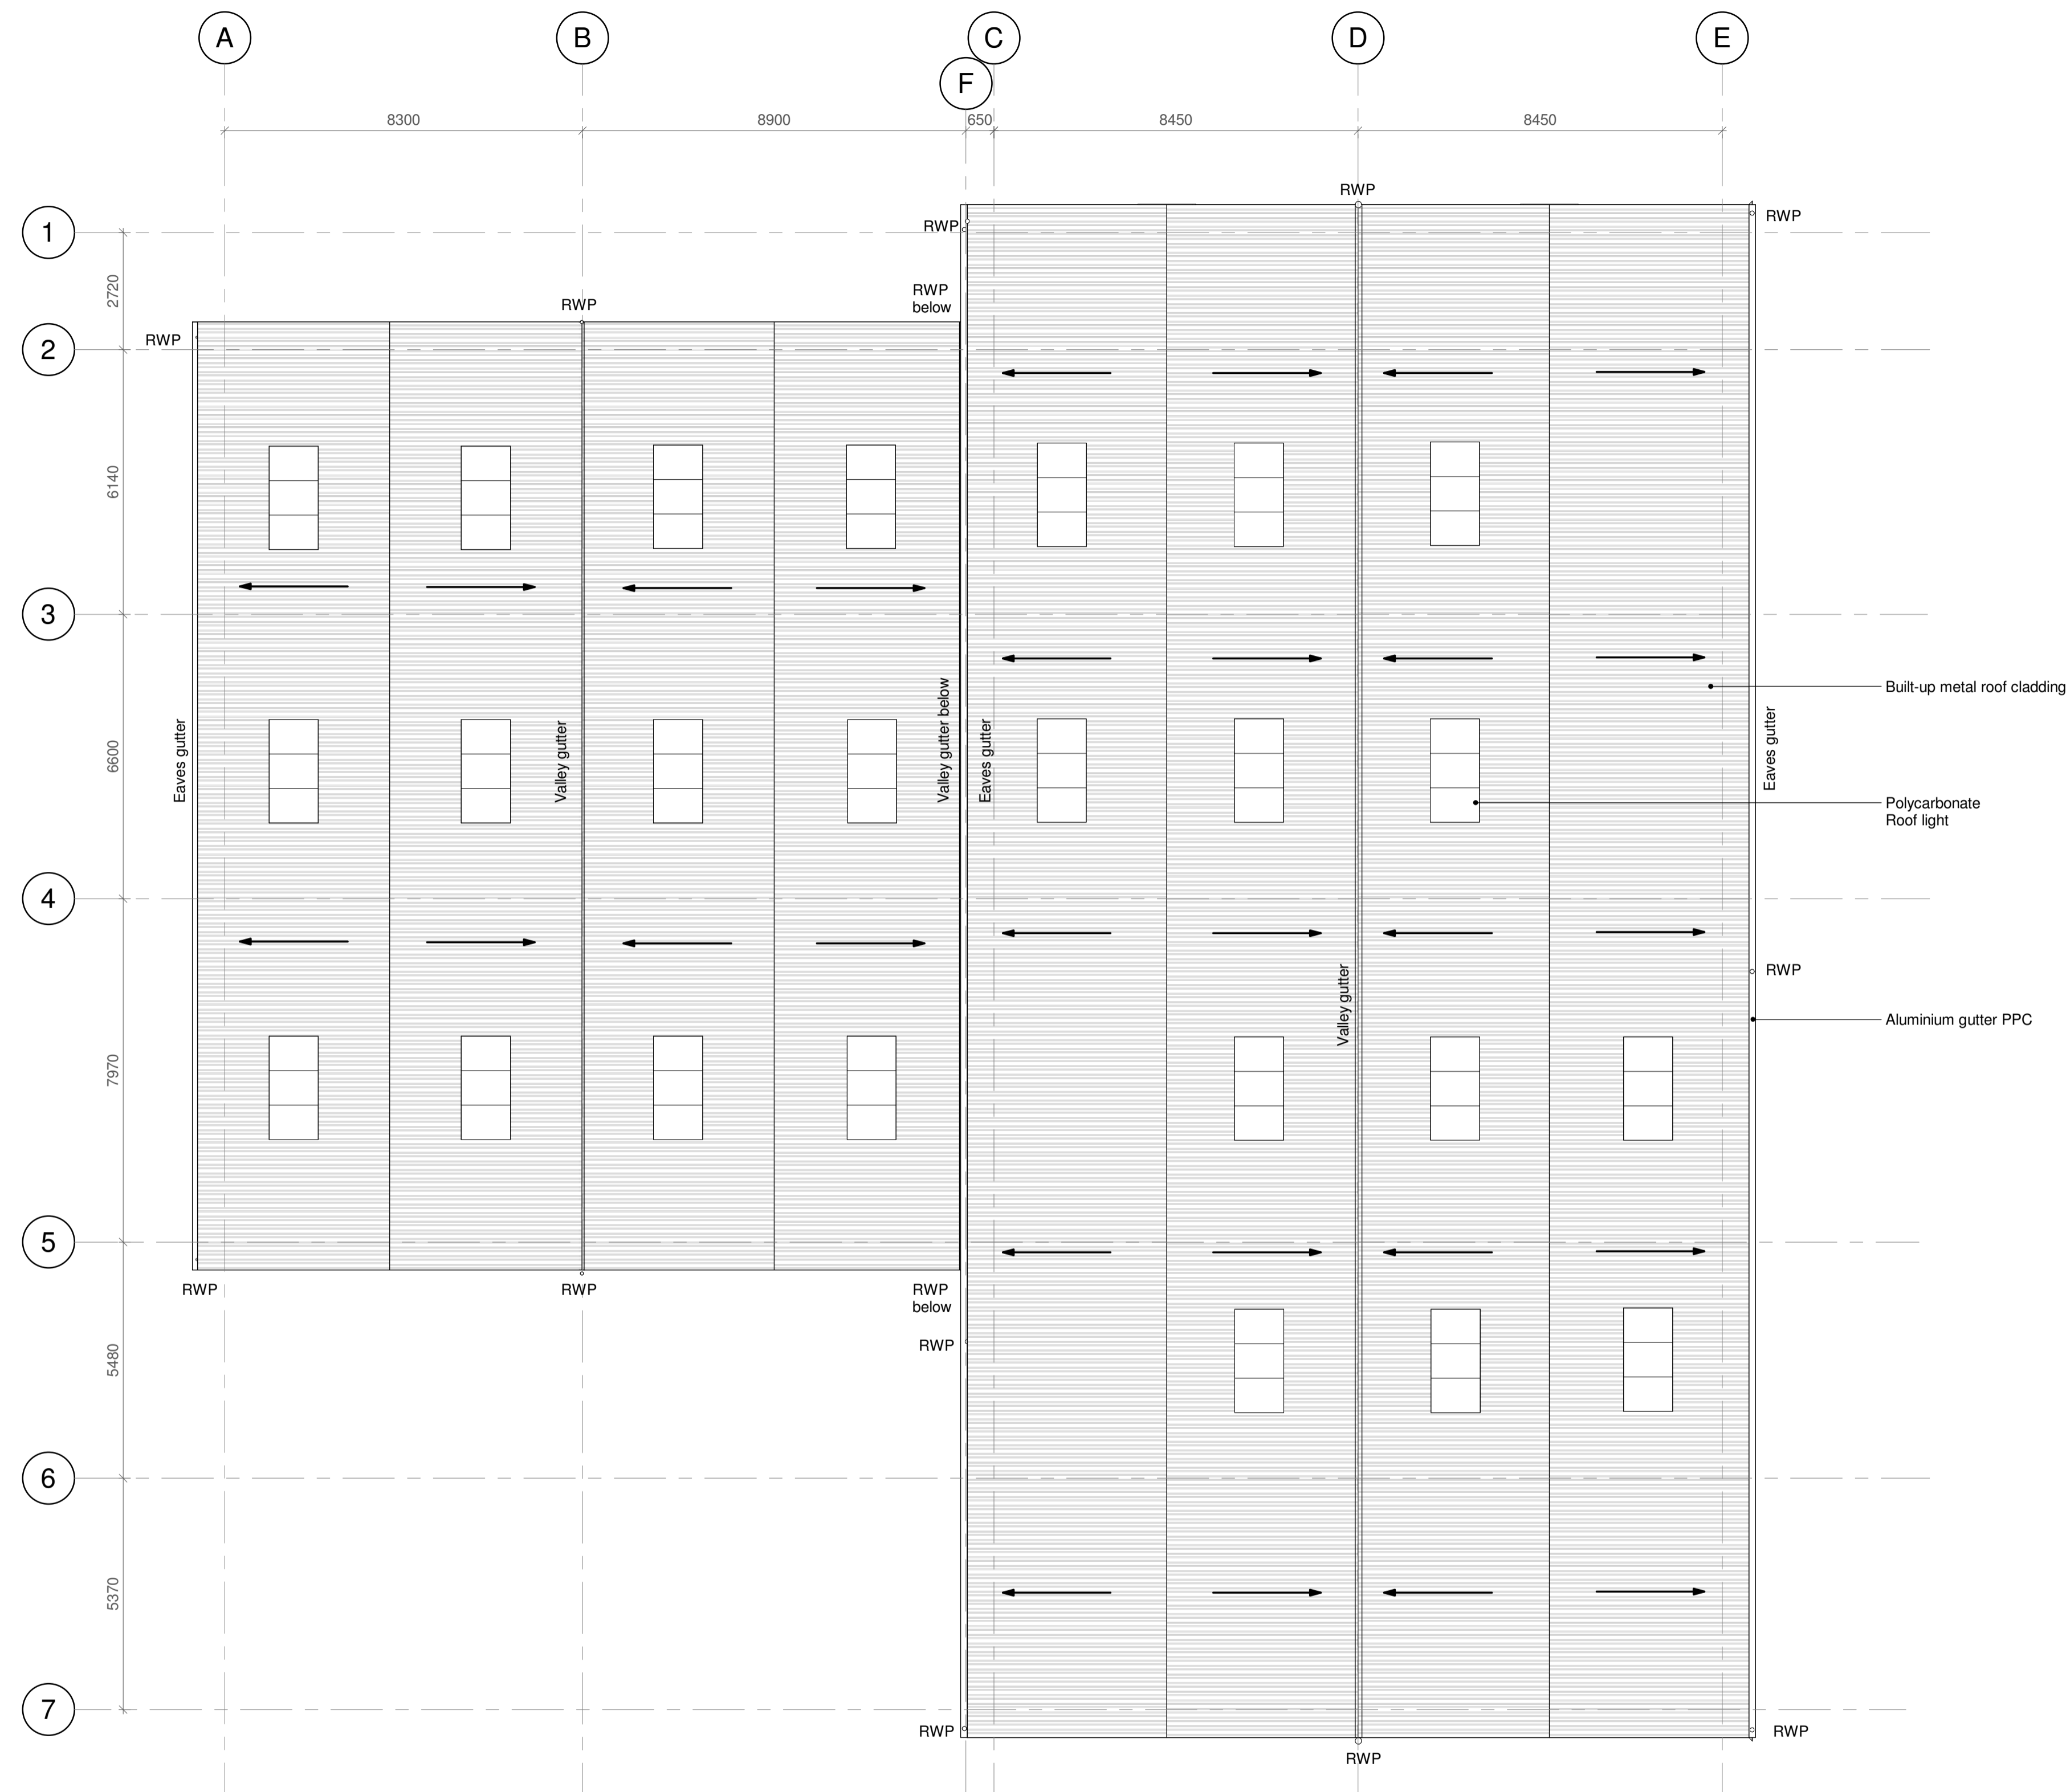 A
B
C
D
E
F
8300
8900
650
8450
8450
RWP
1
RWP
RWP
2720
RWP
below
RWP
2
RWP
6140
3
Eaves gutter
Valley gutter
Valley gutter below
Eaves gutter
Built-up metal roof cladding
Eaves gutter
6600
Polycarbonate
Roof light
4
RWP
Valley gutter
Aluminium gutter PPC
7970
5
RWP
RWP
RWP
below
RWP
5480
6
5370
7
RWP
RWP
RWP